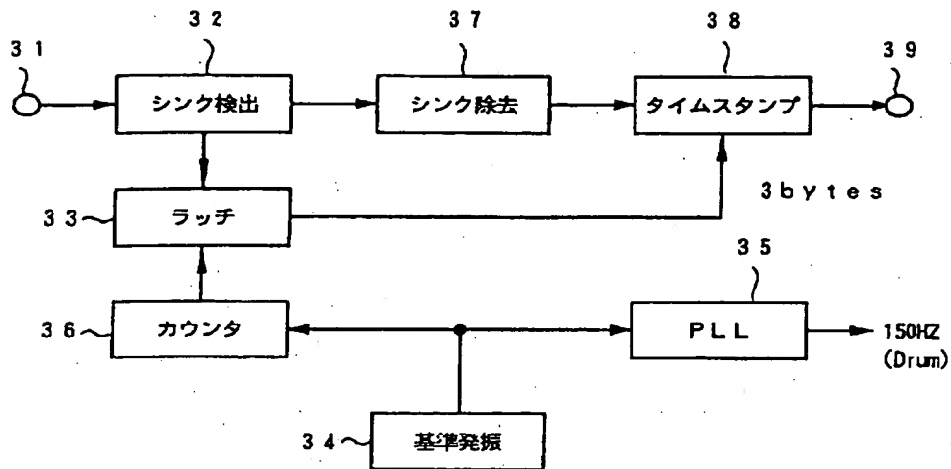 31
32
37
38
39
シンク検出
シンク除去
タイムスタンプ
33
ラッチ
3bytes
35
36
カウンタ
PLL
150HZ
(Drum)
34
基準発振